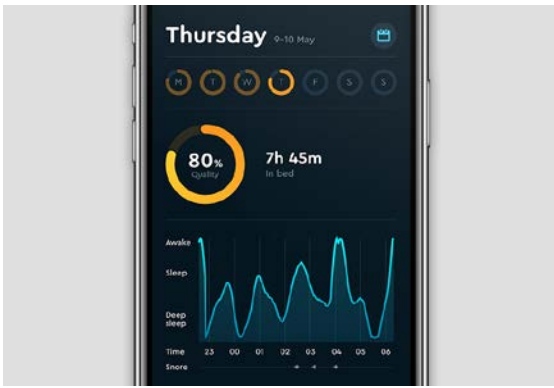 Thursday 9-10 May
M T W T F S S
80%
Quality
7h 45m
In bed
Awake
Sleep
Deep
sleep
Time 23 00 01 02 03 04 05 06
Snore